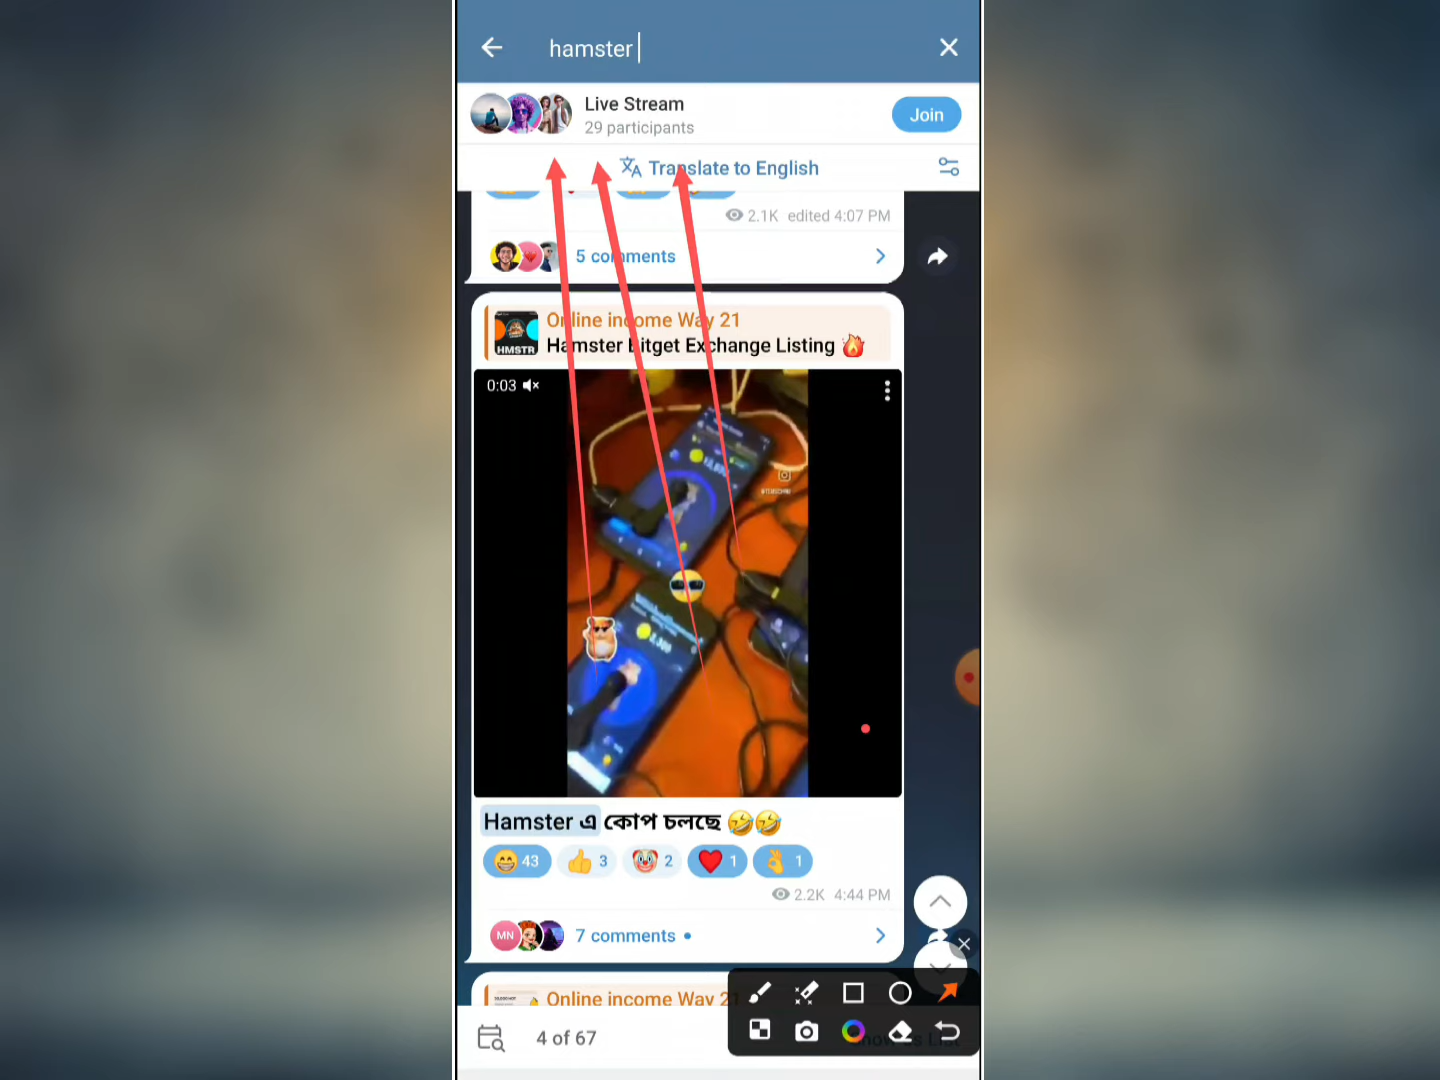 hamster
Live Stream
29 participants
Join
Translate to English
2.1K edited 4:07 PM
5 comments
Online income Way 21
HMSTR
Hamster Bitget Exchange Listing 🔥
0:03
Hamster এ কোপ চলছে 🤣🤣
😁 43 👍 3 🤡 2 ❤️ 1 👌 1
2.2K 4:44 PM
MN
7 comments
Online income Way 21
4 of 67